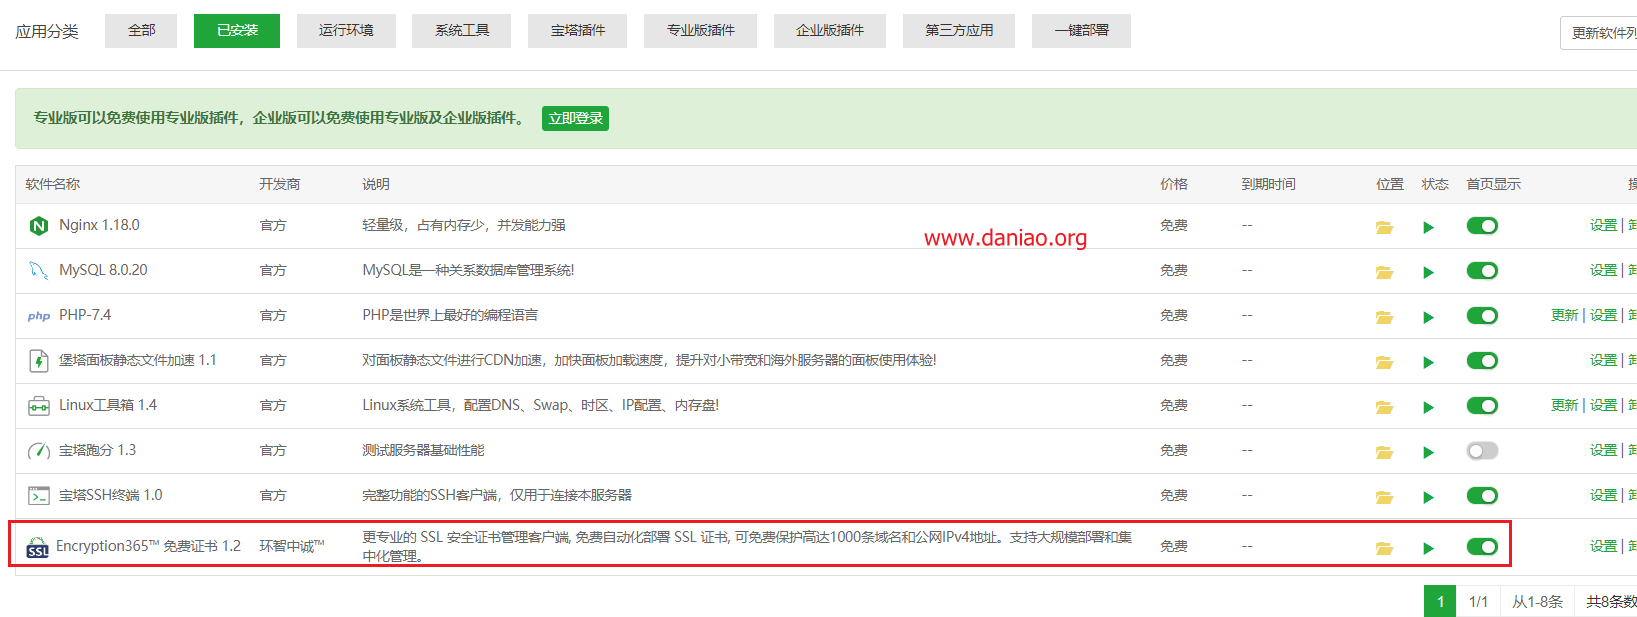 应用分类 全部 已安装 运行环境 系统工具 宝塔插件 专业版插件 企业版插件 第三方应用 一键部署 更新软件列
专业版可以免费使用专业版插件，企业版可以免费使用专业版及企业版插件。 立即登录
软件名称 开发商 说明 价格 到期时间 位置 状态 首页显示
Nginx 1.18.0 官方 轻量级，占有内存少，并发能力强 免费 -- 设置 |
www.daniao.org
MySQL 8.0.20 官方 MySQL是一种关系数据库管理系统! 免费 -- 设置 |
php PHP-7.4 官方 PHP是世界上最好的编程语言 免费 -- 更新 | 设置 |
堡塔面板静态文件加速 1.1 官方 对面板静态文件进行CDN加速，加快面板加载速度，提升对小带宽和海外服务器的面板使用体验! 免费 -- 设置 |
Linux工具箱 1.4 官方 Linux系统工具，配置DNS、Swap、时区、IP配置、内存盘! 免费 -- 更新 | 设置 |
宝塔跑分 1.3 官方 测试服务器基础性能 免费 -- 设置 |
宝塔SSH终端 1.0 官方 完整功能的SSH客户端，仅用于连接本服务器 免费 -- 设置 |
SSL Encryption365™ 免费证书 1.2 环智中诚™ 更专业的 SSL 安全证书管理客户端, 免费自动化部署 SSL 证书, 可免费保护高达1000条域名和公网IPv4地址。支持大规模部署和集 免费 -- 设置 |
中化管理。
1 1/1 从1-8条 共8条数